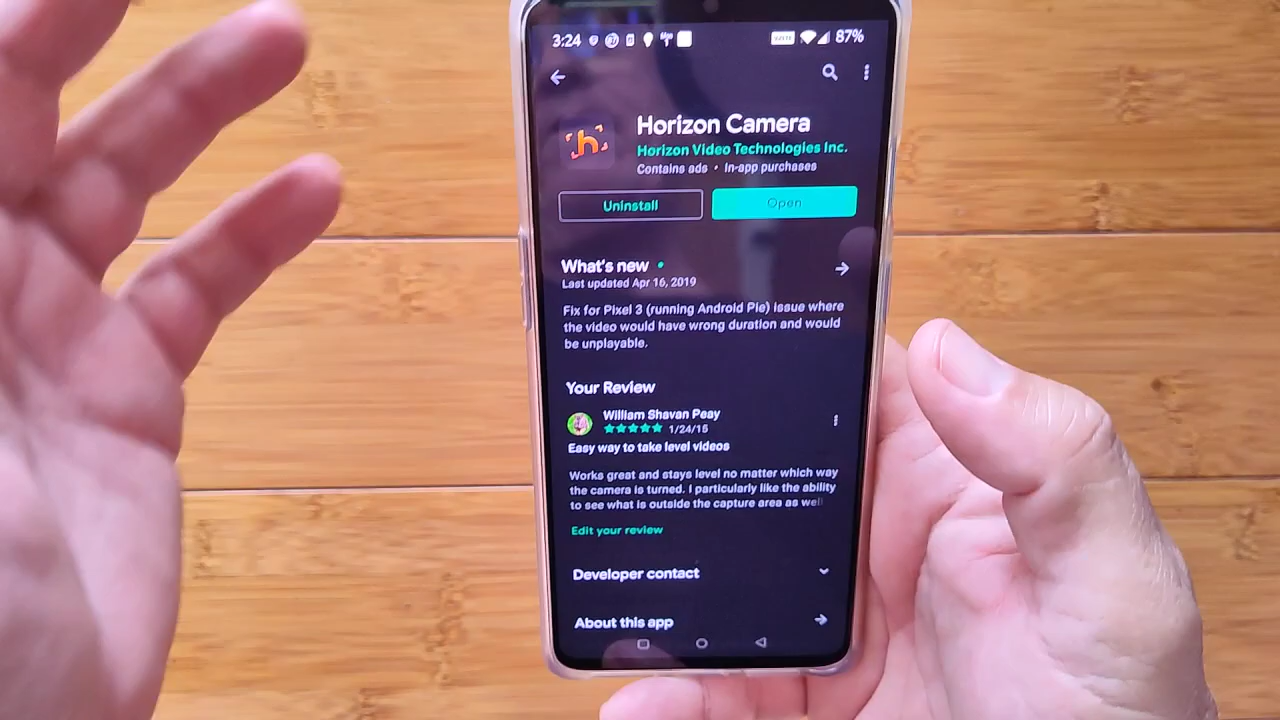 3:24
87%
h
Horizon Camera
Horizon Video Technologies Inc.
Contains ads • In-app purchases
Uninstall
Open
What's new •
Last updated Apr 16, 2019
Fix for Pixel 3 (running Android Pie) issue where
the video would have wrong duration and would
be unplayable.
Your Review
William Shavan Peay
1/24/15
Easy way to take level videos
Works great and stays level no matter which way
the camera is turned. I particularly like the ability
to see what is outside the capture area as well
Edit your review
Developer contact
About this app